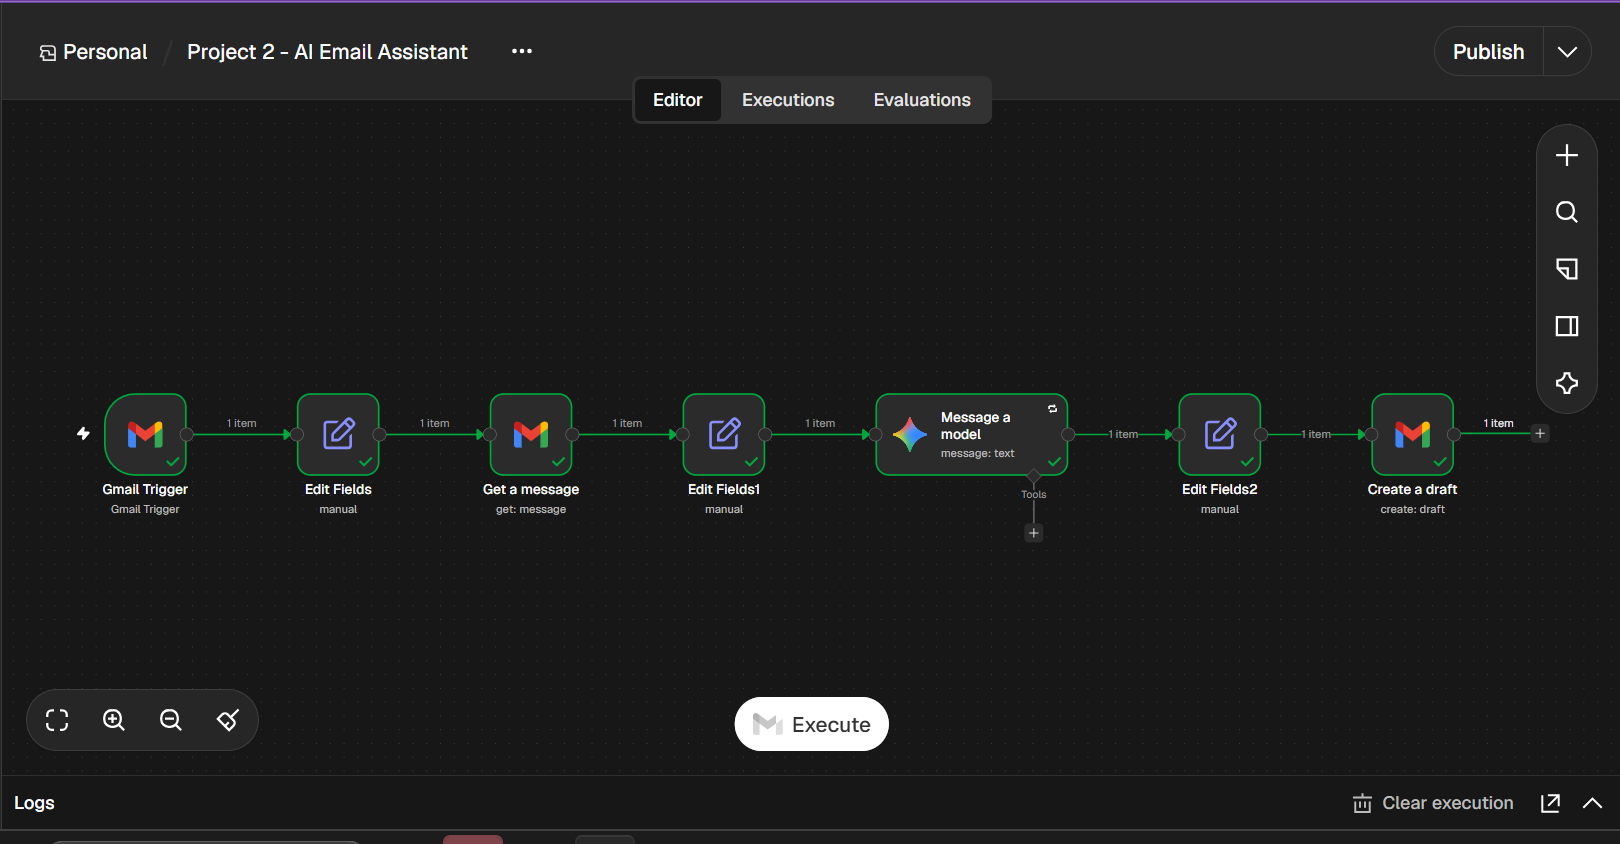 Personal / Project 2 - AI Email Assistant
Publish
Editor
Executions
Evaluations
1 item
1 item
1 item
1 item
Message a
model
message: text
1 item
1 item
1 item
Gmail Trigger
Gmail Trigger
Edit Fields
manual
Get a message
get: message
Edit Fields1
manual
Tools
Edit Fields2
manual
Create a draft
create: draft
Execute
Logs
Clear execution